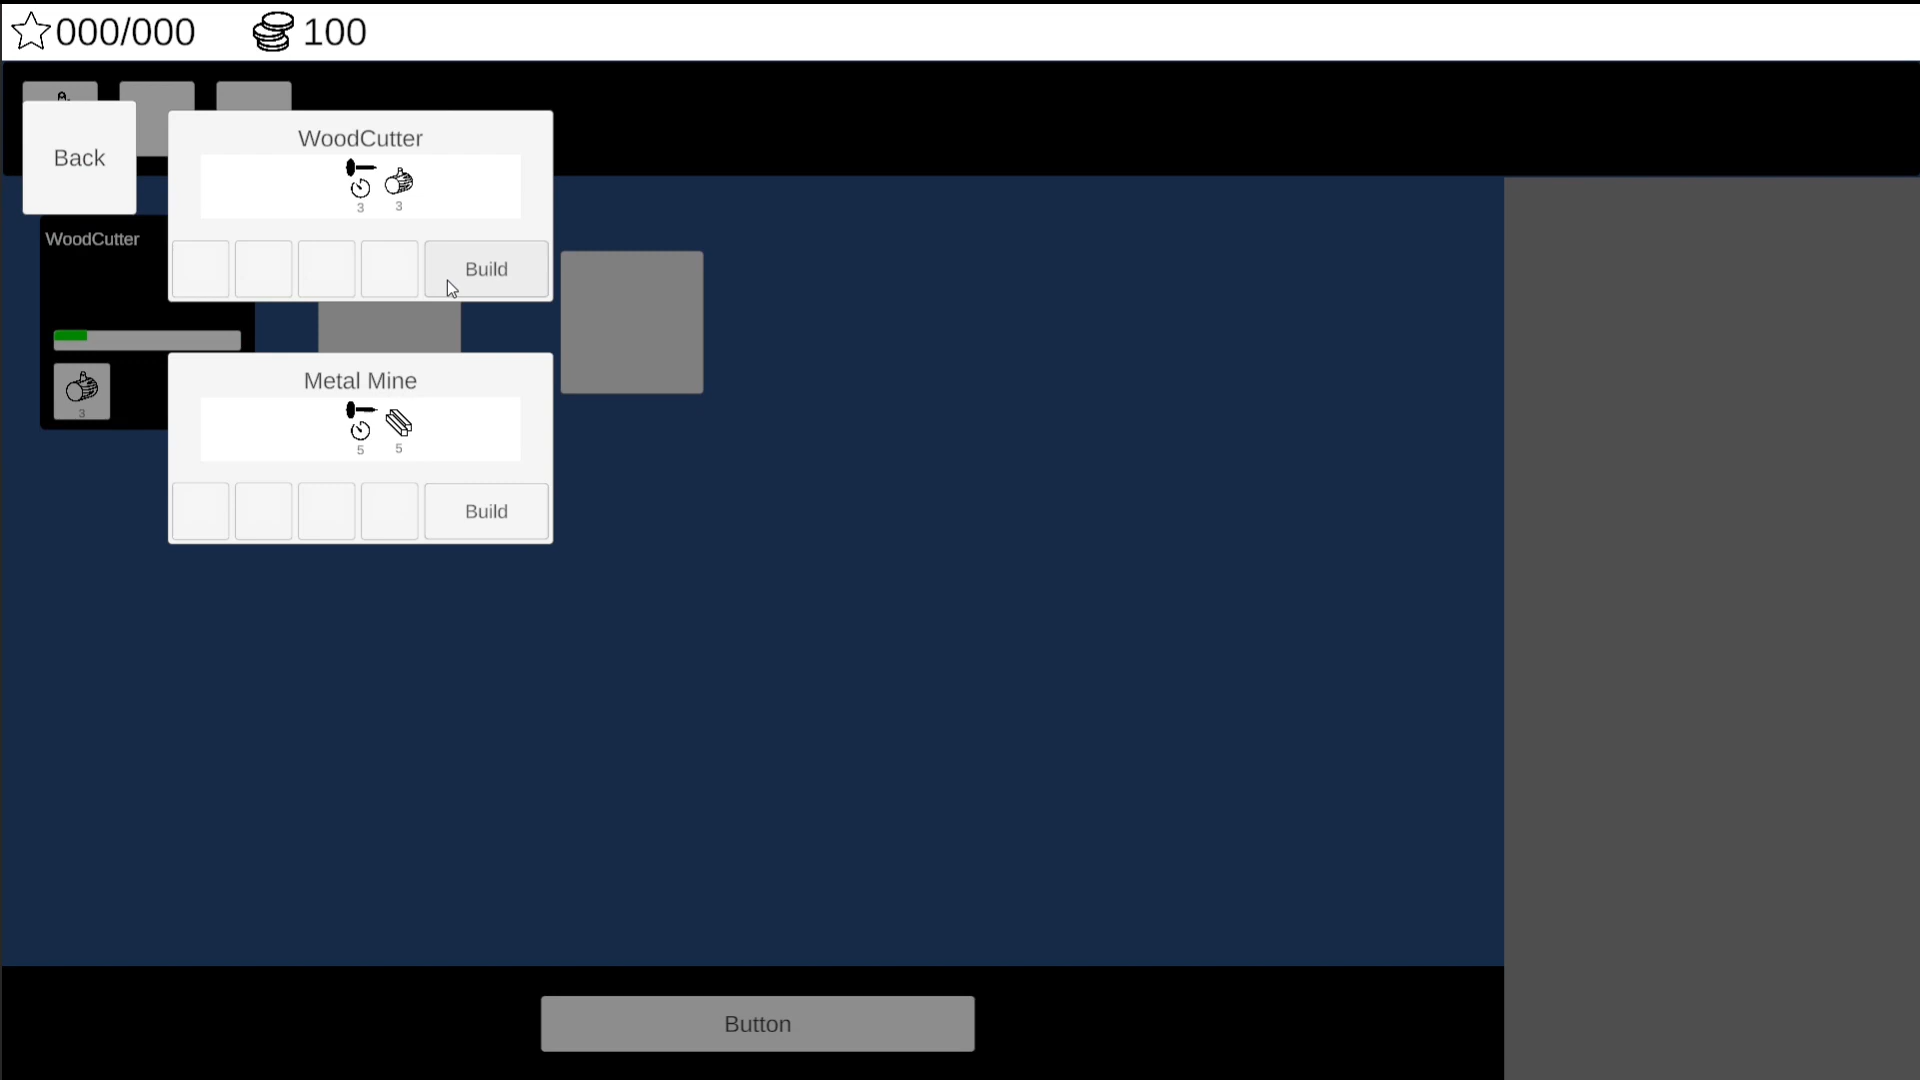 000/000 100
Back
WoodCutter
3 3
Build
WoodCutter
3
Metal Mine
5 5
Build
Button